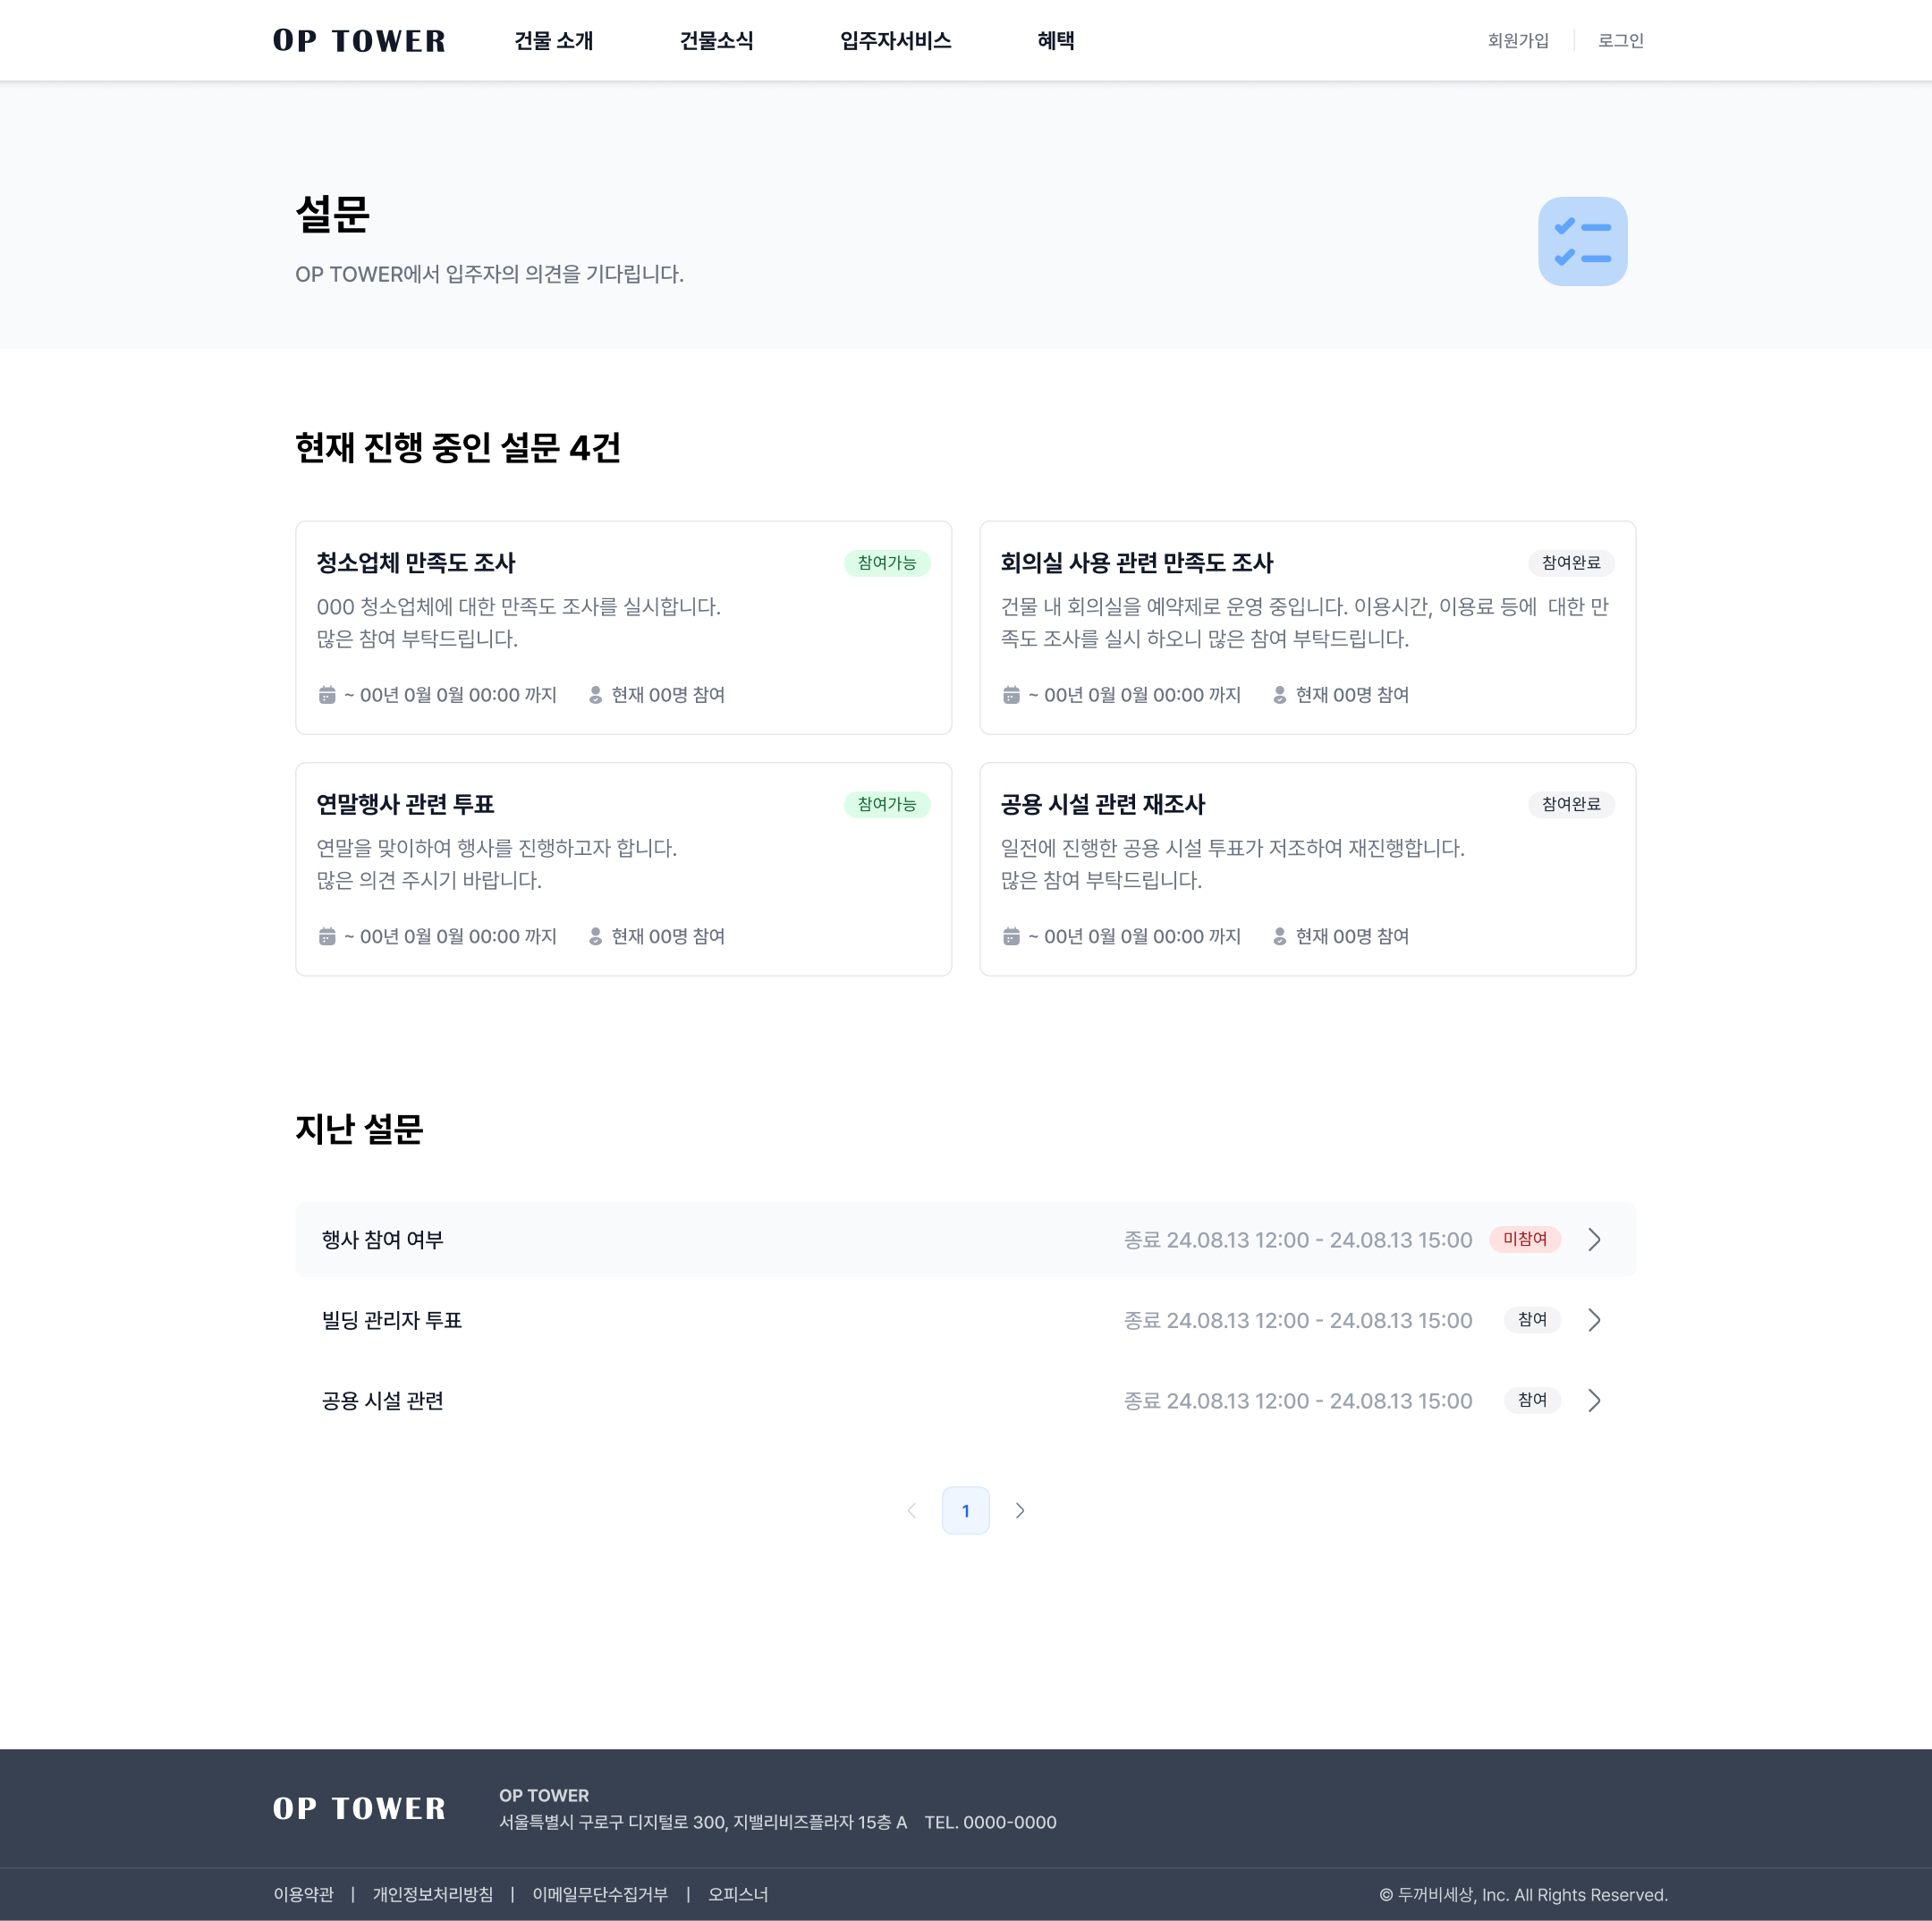 OP TOWER 건물 소개 건물소식 입주자서비스 혜택 회원가입 로그인
설문
OP TOWER에서 입주자의 의견을 기다립니다.
현재 진행 중인 설문 4건
청소업체 만족도 조사 참여가능
000 청소업체에 대한 만족도 조사를 실시합니다.
많은 참여 부탁드립니다.
~ 00년 0월 0월 00:00 까지 현재 00명 참여
회의실 사용 관련 만족도 조사 참여완료
건물 내 회의실을 예약제로 운영 중입니다. 이용시간, 이용료 등에 대한 만
족도 조사를 실시 하오니 많은 참여 부탁드립니다.
~ 00년 0월 0월 00:00 까지 현재 00명 참여
연말행사 관련 투표 참여가능
연말을 맞이하여 행사를 진행하고자 합니다.
많은 의견 주시기 바랍니다.
~ 00년 0월 0월 00:00 까지 현재 00명 참여
공용 시설 관련 재조사 참여완료
일전에 진행한 공용 시설 투표가 저조하여 재진행합니다.
많은 참여 부탁드립니다.
~ 00년 0월 0월 00:00 까지 현재 00명 참여
지난 설문
행사 참여 여부 종료 24.08.13 12:00 - 24.08.13 15:00 미참여
빌딩 관리자 투표 종료 24.08.13 12:00 - 24.08.13 15:00 참여
공용 시설 관련 종료 24.08.13 12:00 - 24.08.13 15:00 참여
1
OP TOWER
OP TOWER
서울특별시 구로구 디지털로 300, 지밸리비즈플라자 15층 A TEL. 0000-0000
이용약관 | 개인정보처리방침 | 이메일무단수집거부 | 오피스너
© 두꺼비세상, Inc. All Rights Reserved.